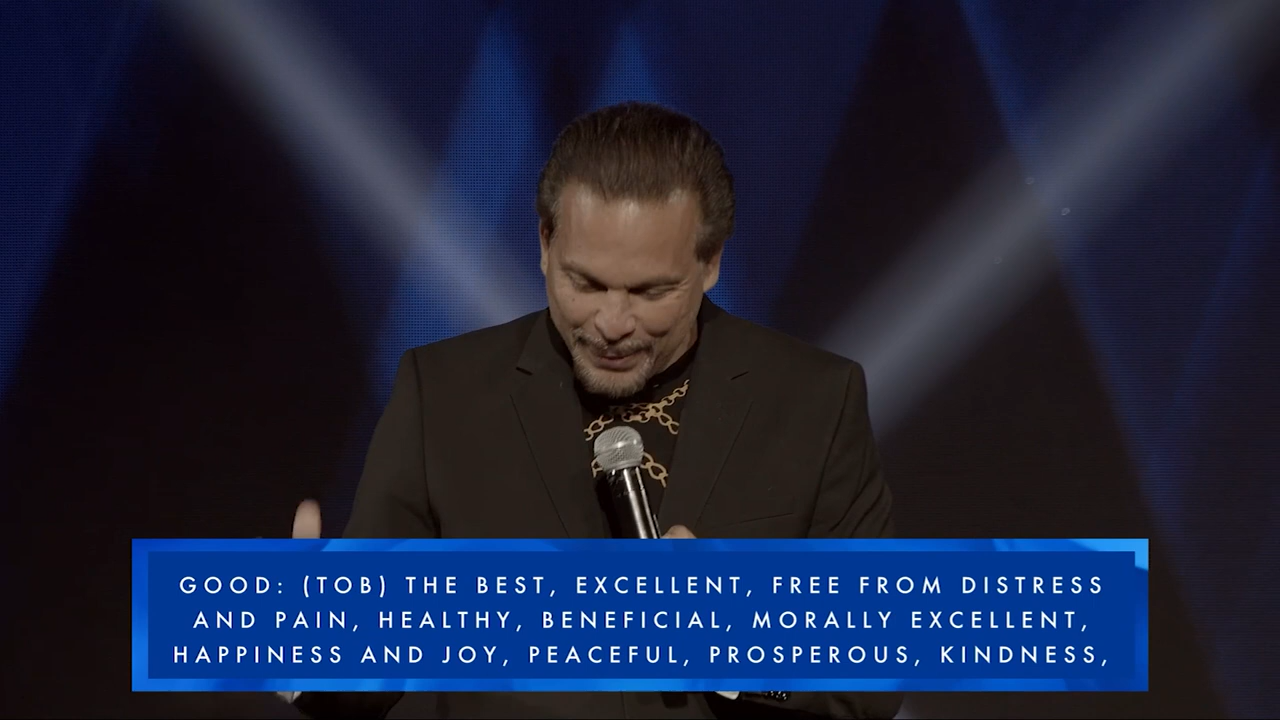 GOOD: (TOB) THE BEST, EXCELLENT, FREE FROM DISTRESS
AND PAIN, HEALTHY, BENEFICIAL, MORALLY EXCELLENT,
HAPPINESS AND JOY, PEACEFUL, PROSPEROUS, KINDNESS,